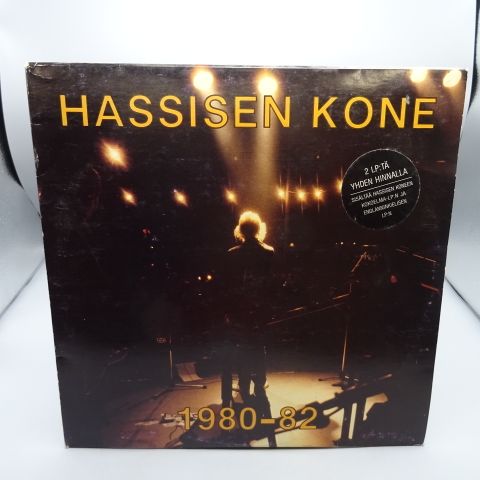 HASSISEN KONE
2 LP:TÄ
YHDEN HINNALLA
SISÄLTÄÄ HASSISEN KONEEN
KOKOELMA-LP:N JA
ENGLANNINKIELISEN
LP:N
1980-82